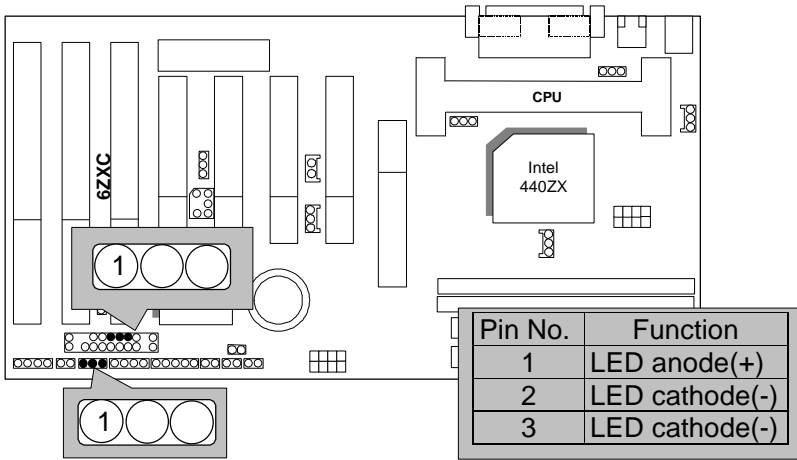 CPU
6ZXC
Intel
440ZX
1
Pin No. Function
1 LED anode(+)
2 LED cathode(-)
3 LED cathode(-)
1